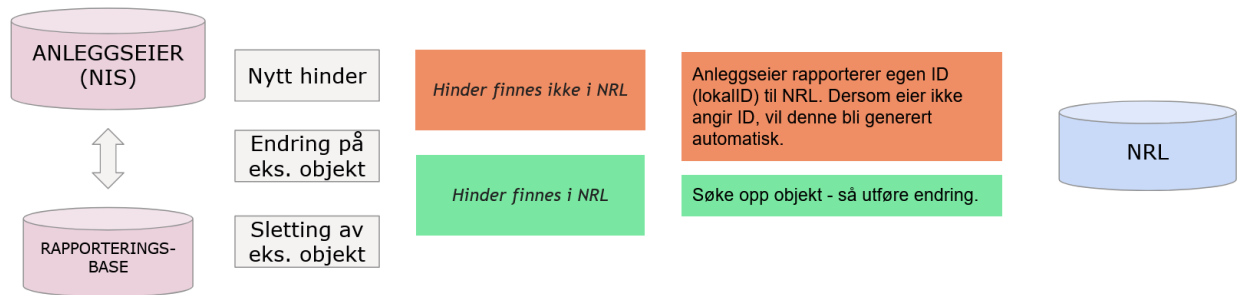 ANLEGGSEIER
(NIS)
RAPPORTERINGS-
BASE
Nytt hinder
Endring på
eks. objekt
Sletting av
eks. objekt
Hinder finnes ikke i NRL
Hinder finnes i NRL
Anleggseier rapporterer egen ID
(lokalID) til NRL. Dersom eier ikke
angir ID, vil denne bli generert
automatisk.
Søke opp objekt - så utføre endring.
NRL